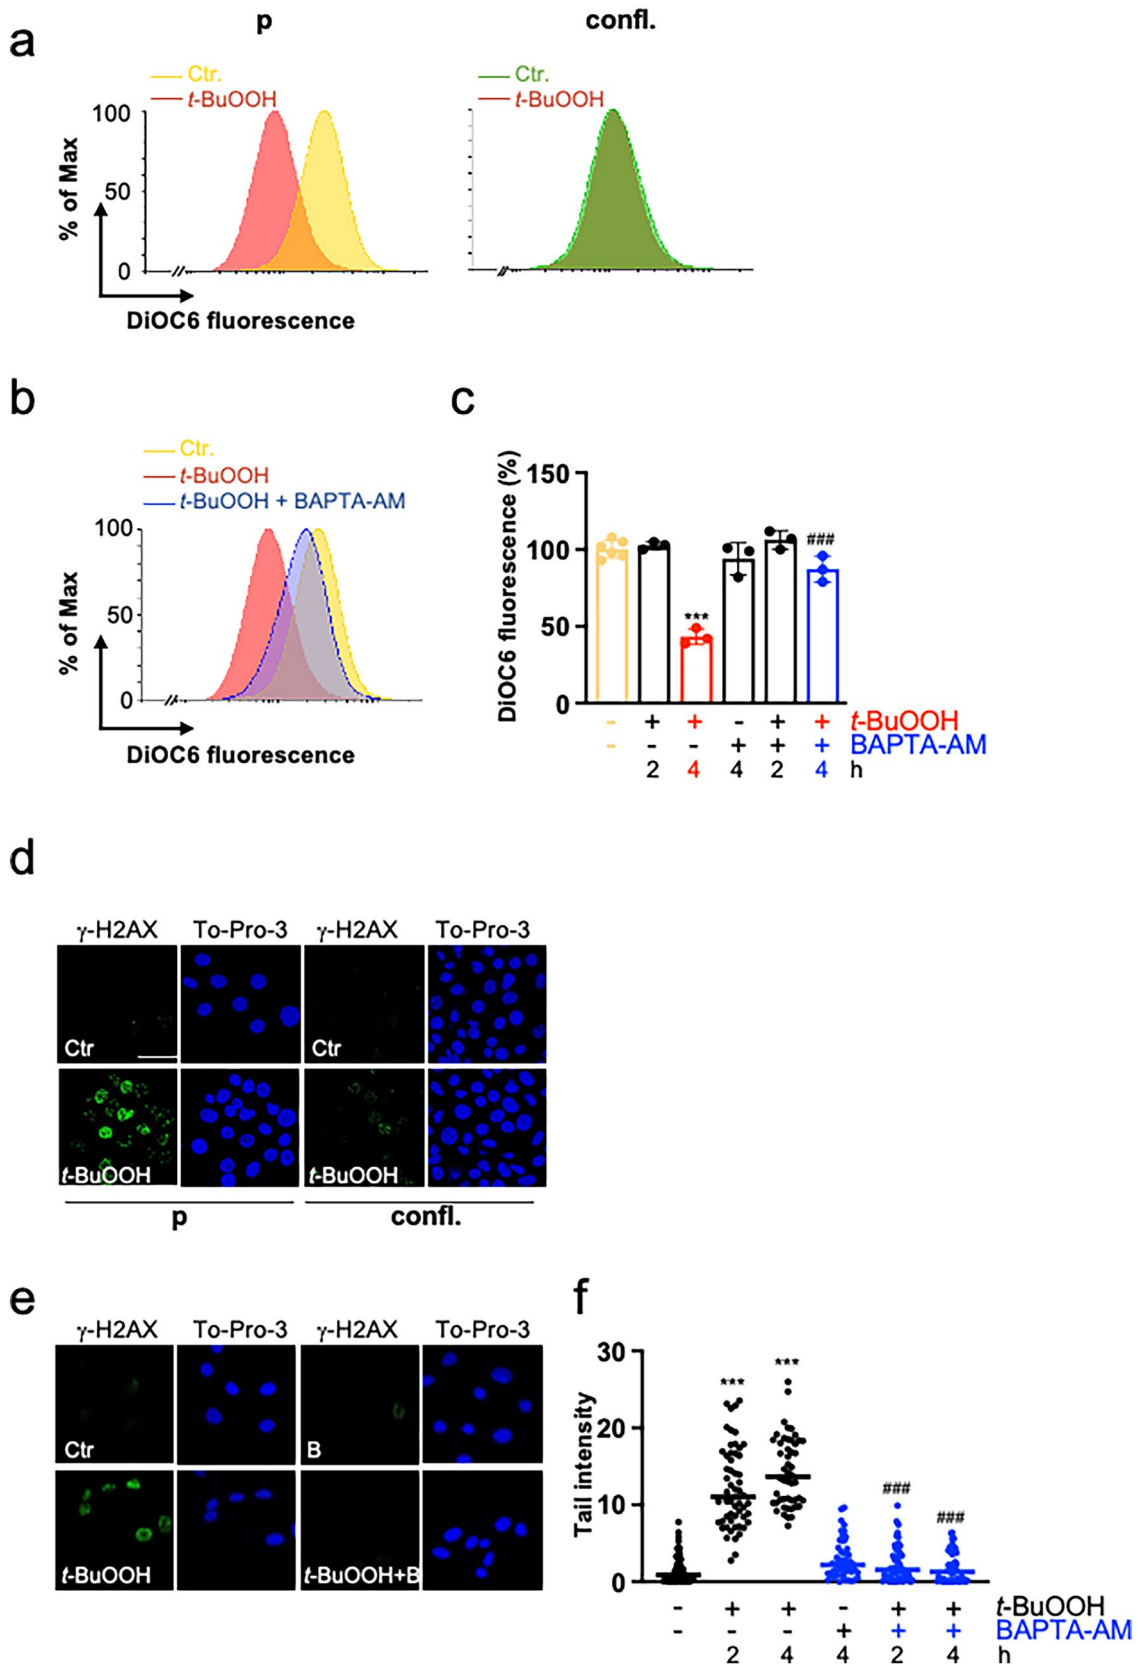 a
p
confl.
Ctr.
t-BuOOH
Ctr.
t-BuOOH
% of Max
100
50
0
DiOC6 fluorescence
b
c
Ctr.
t-BuOOH
t-BuOOH + BAPTA-AM
% of Max
100
50
0
DiOC6 fluorescence
DiOC6 fluorescence (%)
150
100
50
0
***
###
- + + - + + t-BuOOH
- - - + + + BAPTA-AM
2 4 4 2 4 h
d
γ-H2AX To-Pro-3 γ-H2AX To-Pro-3
Ctr Ctr
t-BuOOH t-BuOOH
p confl.
e
γ-H2AX To-Pro-3 γ-H2AX To-Pro-3
Ctr B
t-BuOOH t-BuOOH+B
f
Tail intensity
30
20
10
0
***
***
###
###
- + + - + + t-BuOOH
- - - + + + BAPTA-AM
2 4 4 2 4 h